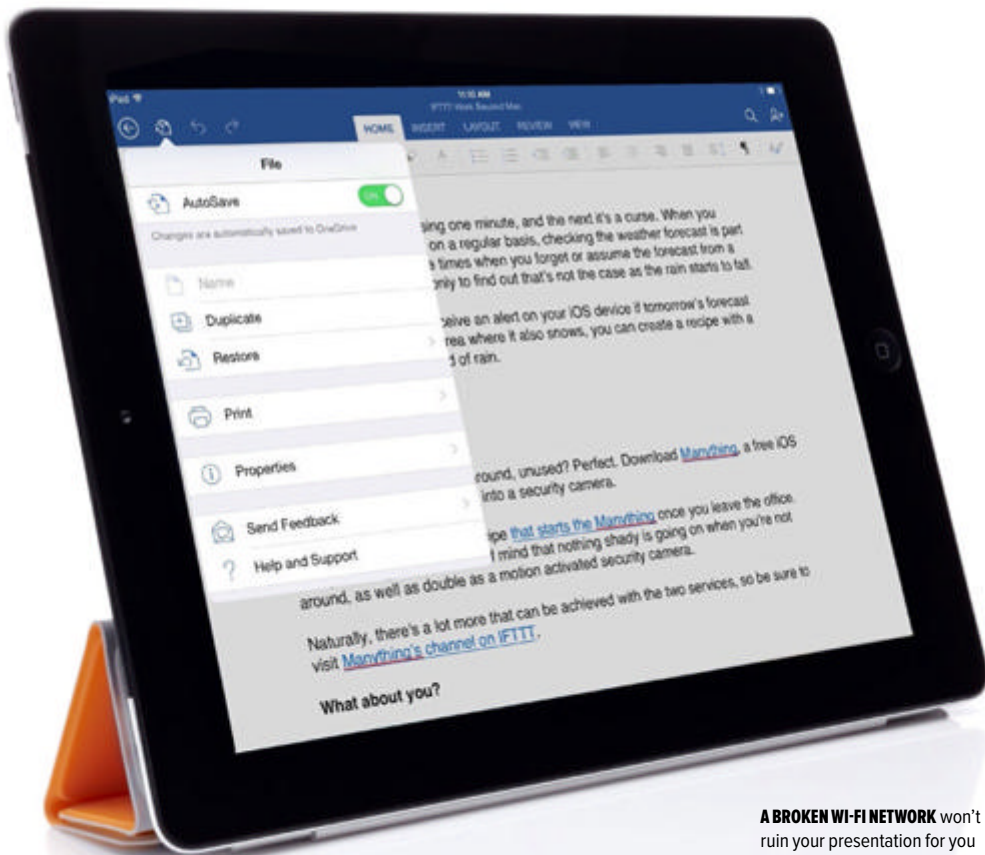 iPad
11:10 AM
IFTTT Work Second Man
HOME INSERT LAYOUT REVIEW VIEW
File
AutoSave
ON
Changes are automatically saved to OneDrive
Name
Duplicate
Restore
Print
Properties
Send Feedback
Help and Support
sing one minute, and the next it's a curse. When you
on a regular basis, checking the weather forecast is part
times when you forget or assume the forecast from a
only to find out that's not the case as the rain starts to fall.
ceive an alert on your iOS device if tomorrow's forecast
rea where it also snows, you can create a recipe with a
d of rain.
round, unused? Perfect. Download Manything, a free iOS
into a security camera.
ipe that starts the Manything once you leave the office.
f mind that nothing shady is going on when you're not
around, as well as double as a motion activated security camera.
Naturally, there's a lot more that can be achieved with the two services, so be sure to
visit Manything's channel on IFTTT.
What about you?
A BROKEN WI-FI NETWORK won't
ruin your presentation for you